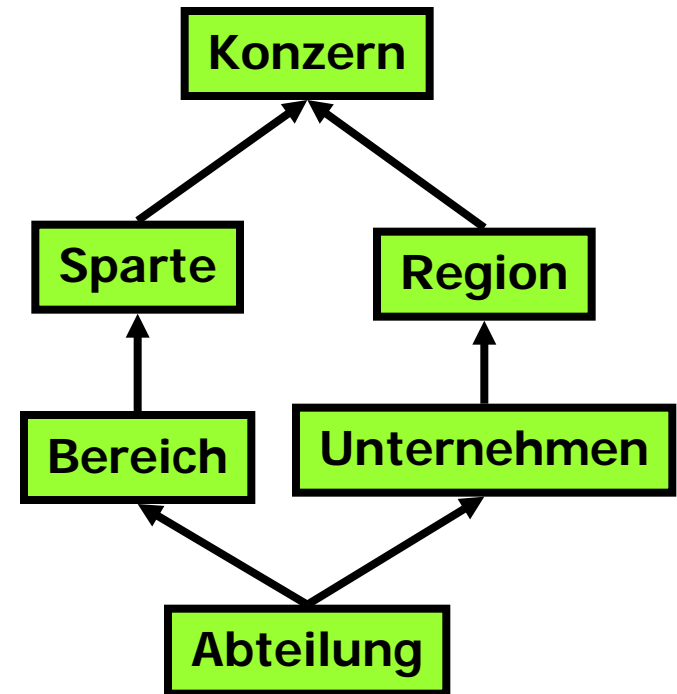 Konzern
Sparte
Region
Bereich
Unternehmen
Abteilung